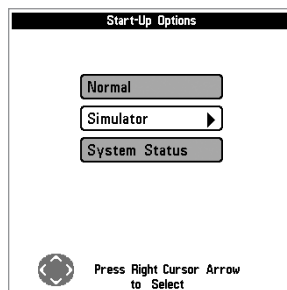 Start-Up Options
Normal
Simulator
System Status
Press Right Cursor Arrow
to Select